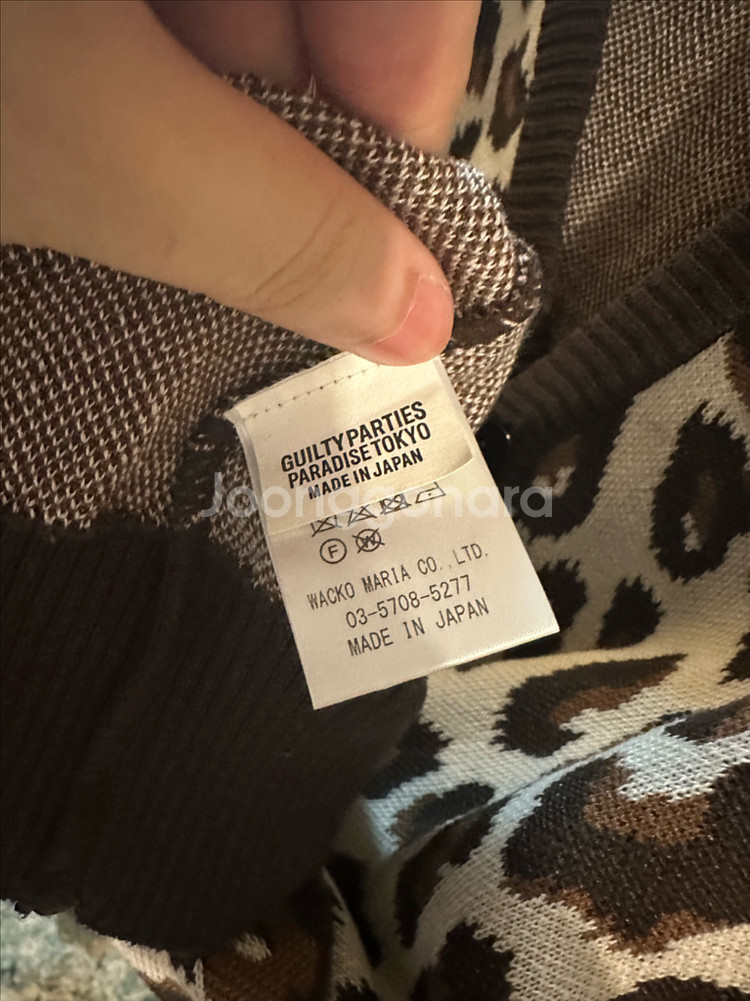 GUILTY PARTIES
PARADISE TOKYO
MADE IN JAPAN
Joonggonara
F W
WACKO MARIA CO.,LTD.
03-5708-5277
MADE IN JAPAN